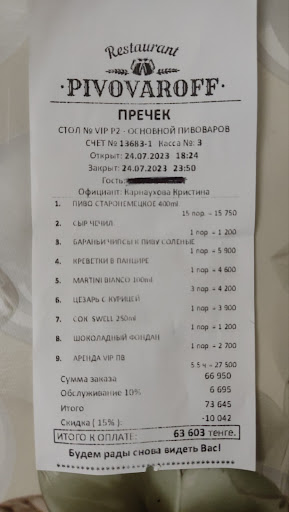 Restaurant
·PIVOVAROFF·
ПРЕЧЕК
СТОЛ № VIP P2 - ОСНОВНОЙ ПИВОВАРОВ
СЧЕТ № 13683-1 Касса №: 3
Открыт: 24.07.2023 18:24
Закрыт: 24.07.2023 23:50
Гость:
Официант: Карнаухова Кристина
1. ПИВО СТАРОНЕМЕЦКОЕ 400ml
15 пор. = 15 750
2. СЫР ЧЕЧИЛ
1 пор = 1 200
3. БАРАНЬИ ЧИПСЫ К ПИВУ СОЛЕНЫЕ
1 пор = 5 900
4. КРЕВЕТКИ В ПАНЦИРЕ
1 пор = 4 600
5. MARTINI BIANCO 100ml
3 пор = 4 200
6. ЦЕЗАРЬ С КУРИЦЕЙ
1 пор = 3 900
7. СОК SWELL 250ml
1 пор = 1 200
8. ШОКОЛАДНЫЙ ФОНДАН
1 пор = 2 700
9. АРЕНДА VIP ПВ
5.5 ч = 27 500
Сумма заказа 66 950
Обслуживание 10% 6 695
Итого 73 645
Скидка ( 15% ): -10 042
ИТОГО К ОПЛАТЕ: 63 603 тенге.
Будем рады снова видеть Вас!